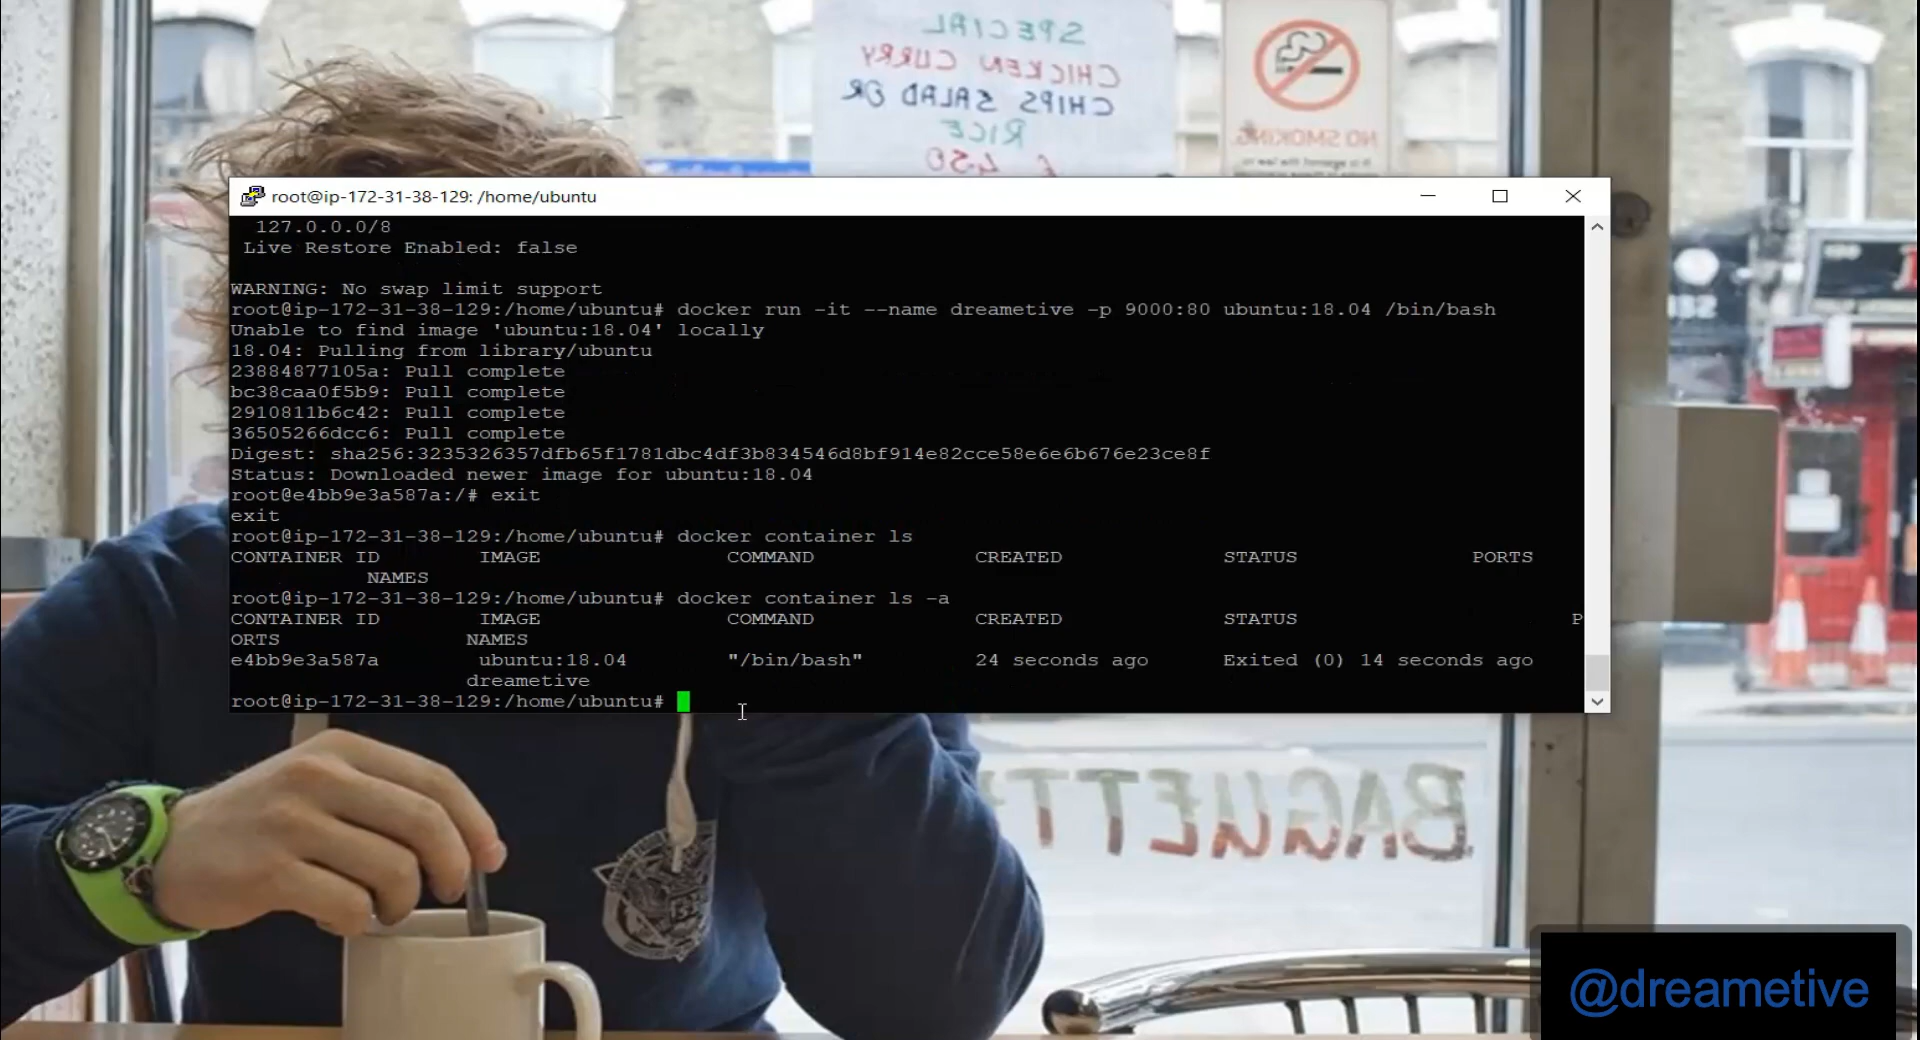 SPECIAL
CHICKEN CURRY
CHIPS SALAD OR
RICE
£ 4.50
NO SMOKING
root@ip-172-31-38-129: /home/ubuntu
127.0.0.0/8
Live Restore Enabled: false
WARNING: No swap limit support
root@ip-172-31-38-129:/home/ubuntu# docker run -it --name dreametive -p 9000:80 ubuntu:18.04 /bin/bash
Unable to find image 'ubuntu:18.04' locally
18.04: Pulling from library/ubuntu
23884877105a: Pull complete
bc38caa0f5b9: Pull complete
2910811b6c42: Pull complete
36505266dcc6: Pull complete
Digest: sha256:3235326357dfb65f1781dbc4df3b834546d8bf914e82cce58e6e6b676e23ce8f
Status: Downloaded newer image for ubuntu:18.04
root@e4bb9e3a587a:/# exit
exit
root@ip-172-31-38-129:/home/ubuntu# docker container ls
CONTAINER ID IMAGE COMMAND CREATED STATUS PORTS
NAMES
root@ip-172-31-38-129:/home/ubuntu# docker container ls -a
CONTAINER ID IMAGE COMMAND CREATED STATUS P
ORTS NAMES
e4bb9e3a587a ubuntu:18.04 "/bin/bash" 24 seconds ago Exited (0) 14 seconds ago
dreametive
root@ip-172-31-38-129:/home/ubuntu#
BAGUETT
@dreametive